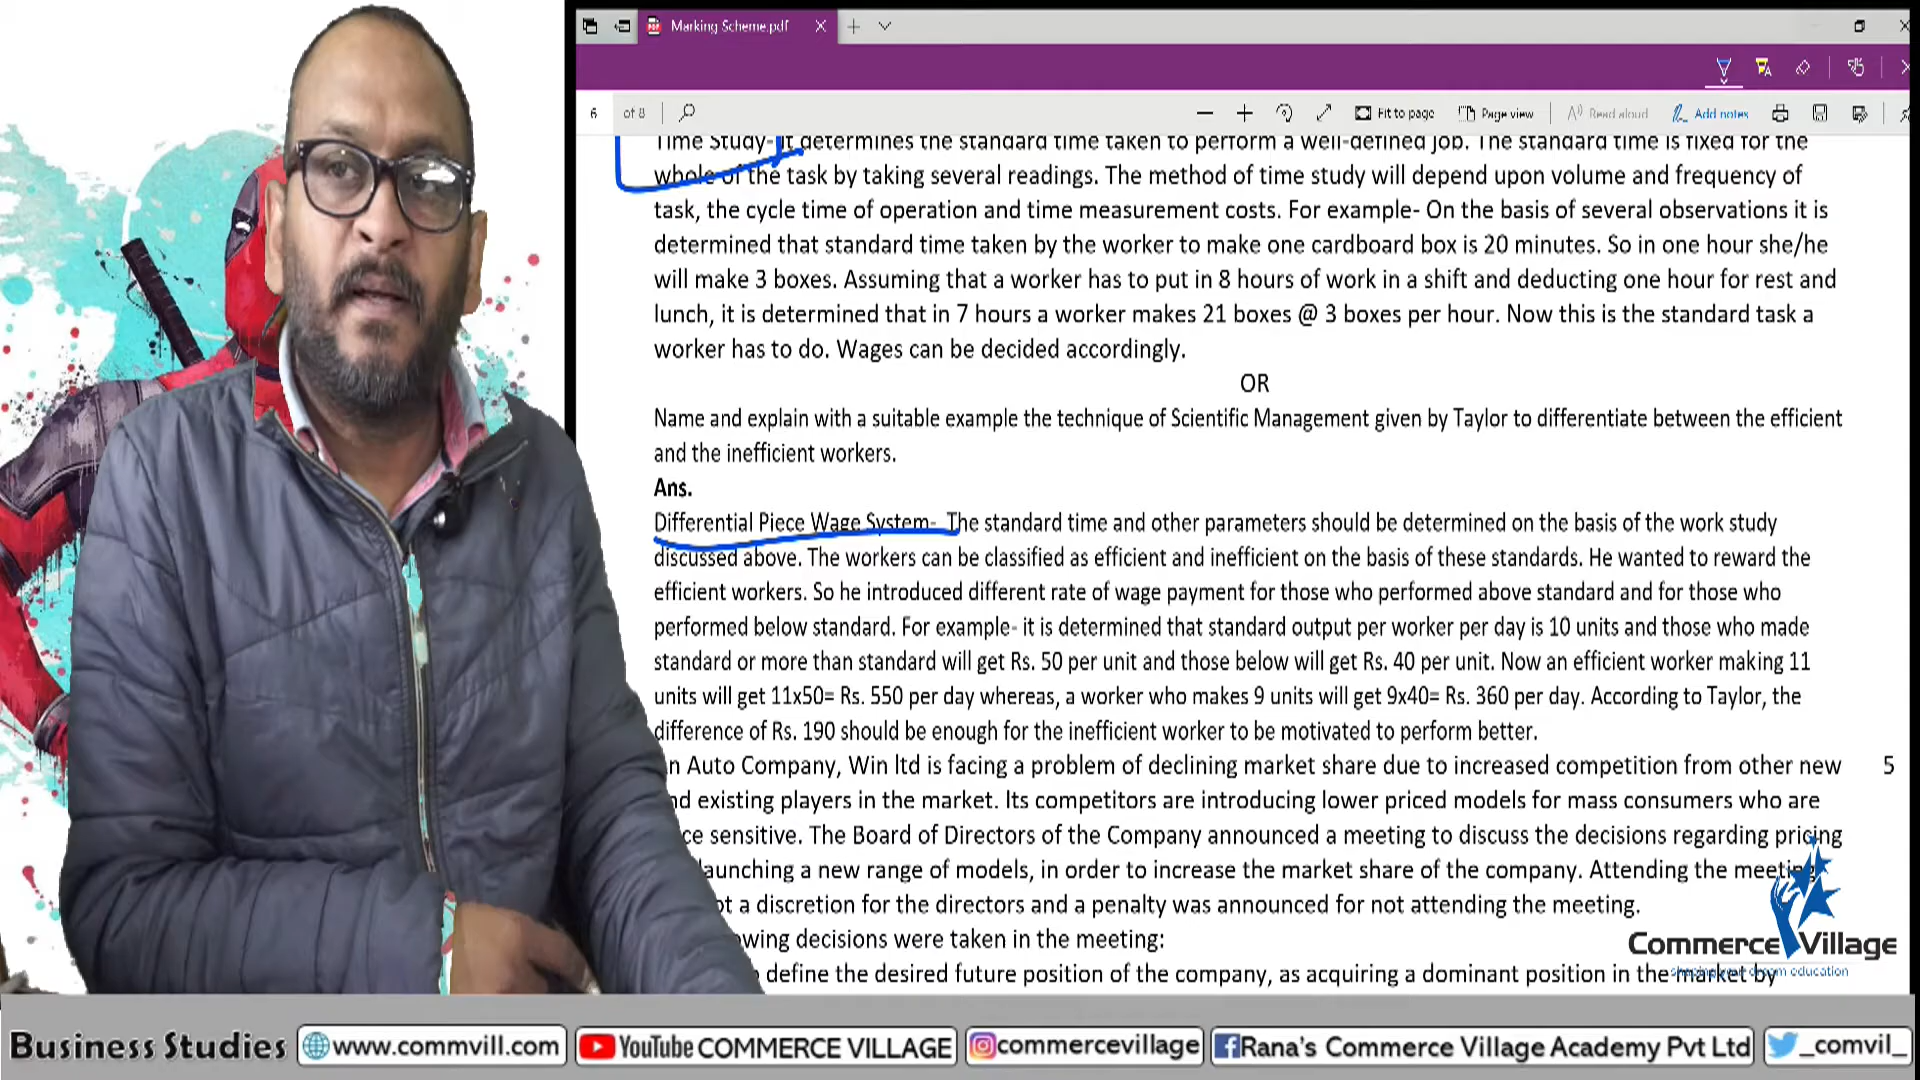 Marking Scheme.pdf
6 of 8
Fit to page
Page view
Read aloud
Add notes
Time Study- It determines the standard time taken to perform a well-defined job. The standard time is fixed for the
whole of the task by taking several readings. The method of time study will depend upon volume and frequency of
task, the cycle time of operation and time measurement costs. For example- On the basis of several observations it is
determined that standard time taken by the worker to make one cardboard box is 20 minutes. So in one hour she/he
will make 3 boxes. Assuming that a worker has to put in 8 hours of work in a shift and deducting one hour for rest and
lunch, it is determined that in 7 hours a worker makes 21 boxes @ 3 boxes per hour. Now this is the standard task a
worker has to do. Wages can be decided accordingly.
OR
Name and explain with a suitable example the technique of Scientific Management given by Taylor to differentiate between the efficient
and the inefficient workers.
Ans.
Differential Piece Wage System- The standard time and other parameters should be determined on the basis of the work study
discussed above. The workers can be classified as efficient and inefficient on the basis of these standards. He wanted to reward the
efficient workers. So he introduced different rate of wage payment for those who performed above standard and for those who
performed below standard. For example- it is determined that standard output per worker per day is 10 units and those who made
standard or more than standard will get Rs. 50 per unit and those below will get Rs. 40 per unit. Now an efficient worker making 11
units will get 11x50= Rs. 550 per day whereas, a worker who makes 9 units will get 9x40= Rs. 360 per day. According to Taylor, the
difference of Rs. 190 should be enough for the inefficient worker to be motivated to perform better.
n Auto Company, Win ltd is facing a problem of declining market share due to increased competition from other new 5
nd existing players in the market. Its competitors are introducing lower priced models for mass consumers who are
ce sensitive. The Board of Directors of the Company announced a meeting to discuss the decisions regarding pricing
aunching a new range of models, in order to increase the market share of the company. Attending the meeting
ot a discretion for the directors and a penalty was announced for not attending the meeting.
owing decisions were taken in the meeting:
define the desired future position of the company, as acquiring a dominant position in the market by
Commerce Village
shaping your dream education
Business Studies
www.commvill.com
YouTube COMMERCE VILLAGE
commercevillage
Rana's Commerce Village Academy Pvt Ltd
_comvil_